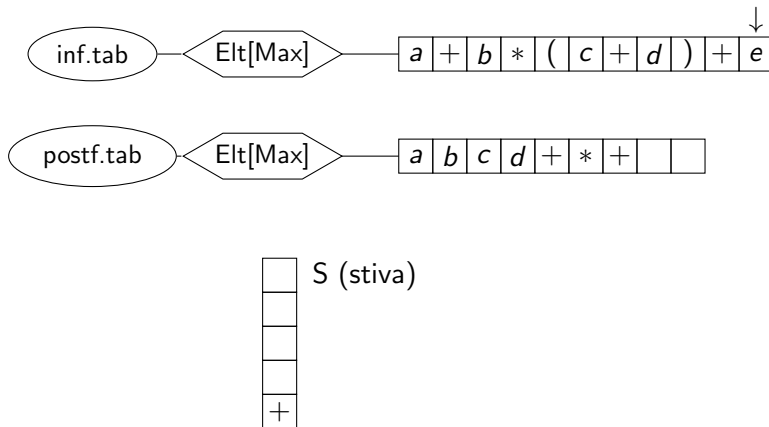 ↓
inf.tab Elt[Max] a + b * ( c + d ) + e
postf.tab Elt[Max] a b c d + * +
S (stiva)
+